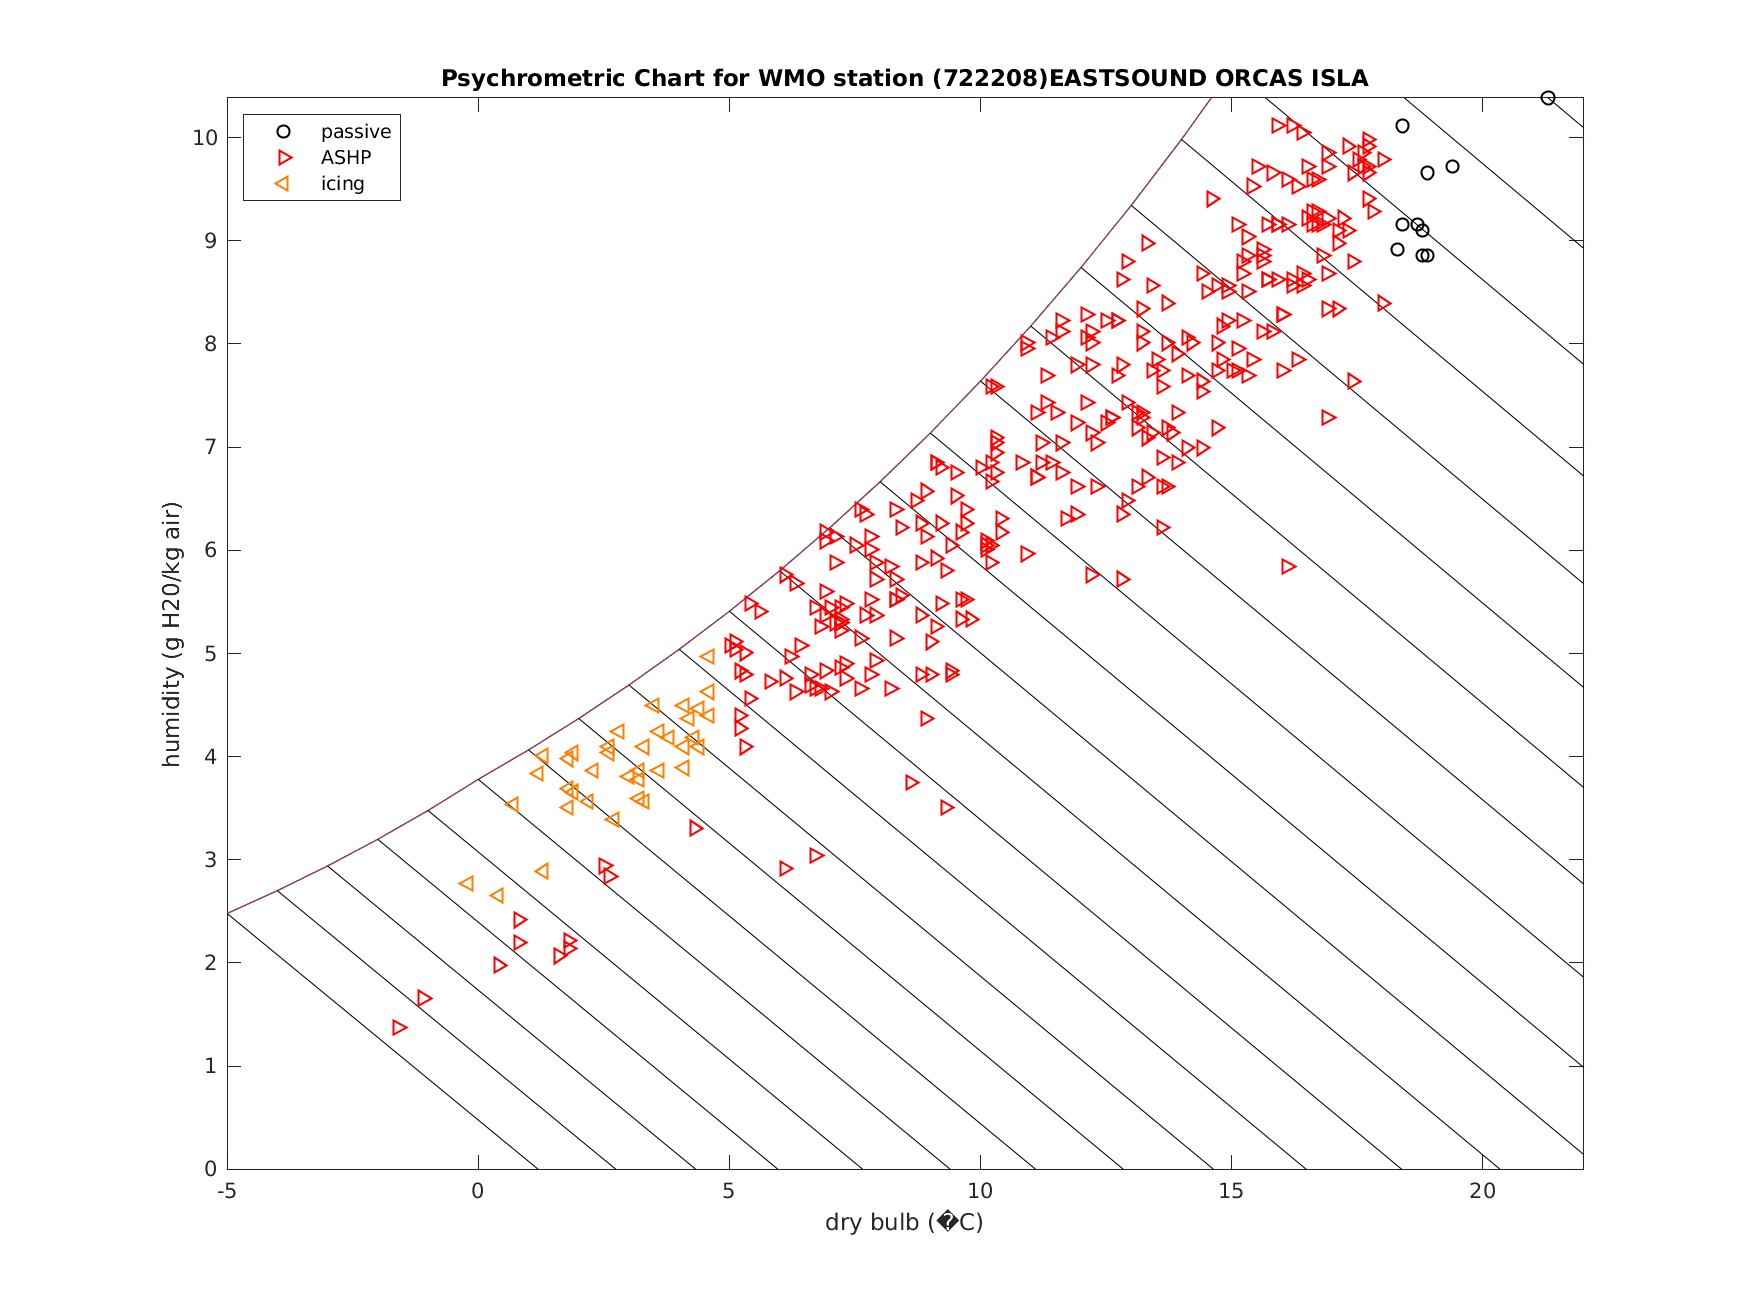 Psychrometric Chart for WMO station (722208)EASTSOUND ORCAS ISLA
passive
ASHP
icing
humidity (g H20/kg air)
10
9
8
7
6
5
4
3
2
1
0
-5 0 5 10 15 20
dry bulb (�C)